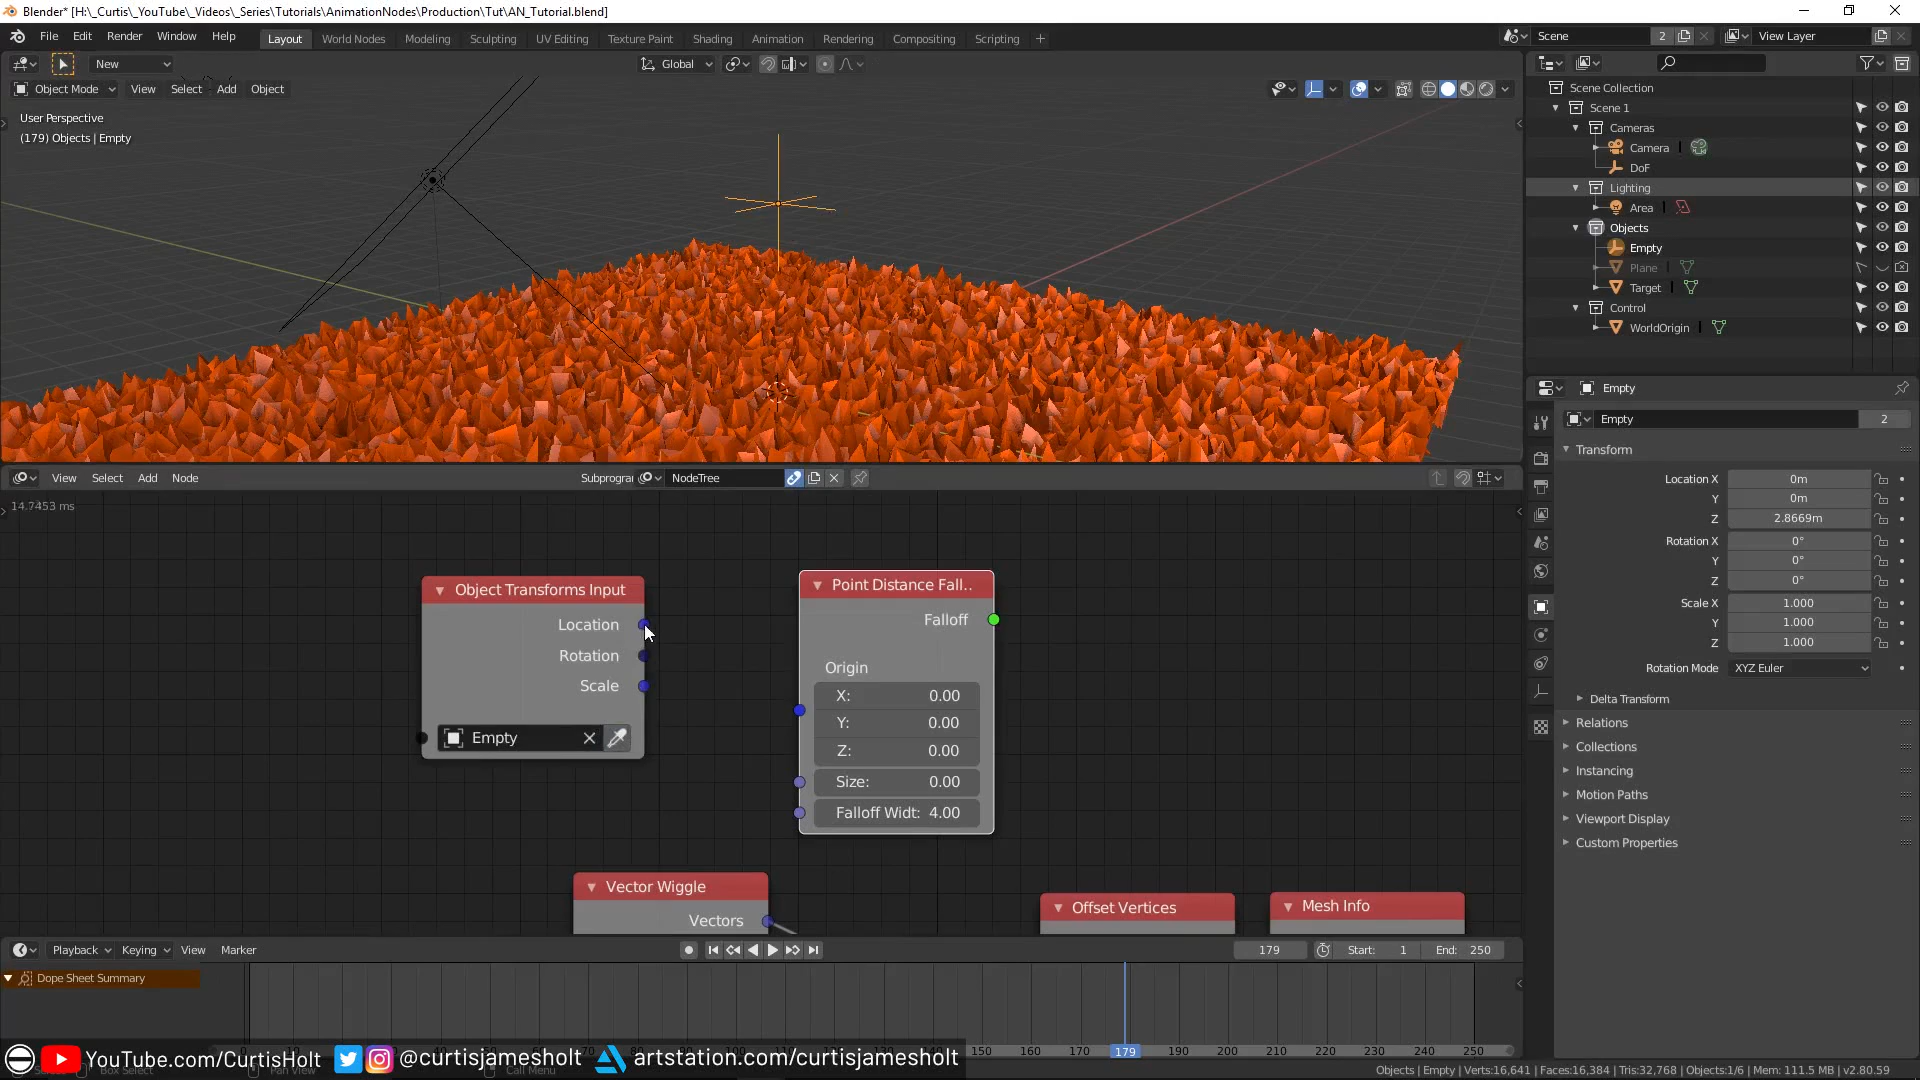 Blender* [H:\_Curtis\_YouTube\_Videos\_Series\Tutorials\AnimationNodes\Production\Tut\AN_Tutorial.blend]
File Edit Render Window Help Layout World Nodes Modeling Sculpting UV Editing Texture Paint Shading Animation Rendering Compositing Scripting + Scene 2 View Layer
New Global
Object Mode View Select Add Object
User Perspective
(179) Objects | Empty
Scene Collection
Scene 1
Cameras
Camera
DoF
Lighting
Area
Objects
Empty
Plane
Target
Control
WorldOrigin
Empty
Empty 2
Transform
Location X 0m
Y 0m
Z 2.8669m
Rotation X 0°
Y 0°
Z 0°
Scale X 1.000
Y 1.000
Z 1.000
Rotation Mode XYZ Euler
Delta Transform
Relations
Collections
Instancing
Motion Paths
Viewport Display
Custom Properties
View Select Add Node Subprogra NodeTree
14.7453 ms
Object Transforms Input
Location
Rotation
Scale
Empty
Point Distance Fall..
Falloff
Origin
X: 0.00
Y: 0.00
Z: 0.00
Size: 0.00
Falloff Widt: 4.00
Vector Wiggle
Vectors
Offset Vertices
Mesh Info
Playback Keying View Marker 179 Start: 1 End: 250
Dope Sheet Summary
150 160 170 179 190 200 210 220 230 240 250
YouTube.com/CurtisHolt @curtisjamesholt artstation.com/curtisjamesholt
Box Select Pan View Call Menu
Objects | Empty | Verts:16,641 | Faces:16,384 | Tris:32,768 | Objects:1/6 | Mem: 111.5 MB | v2.80.59